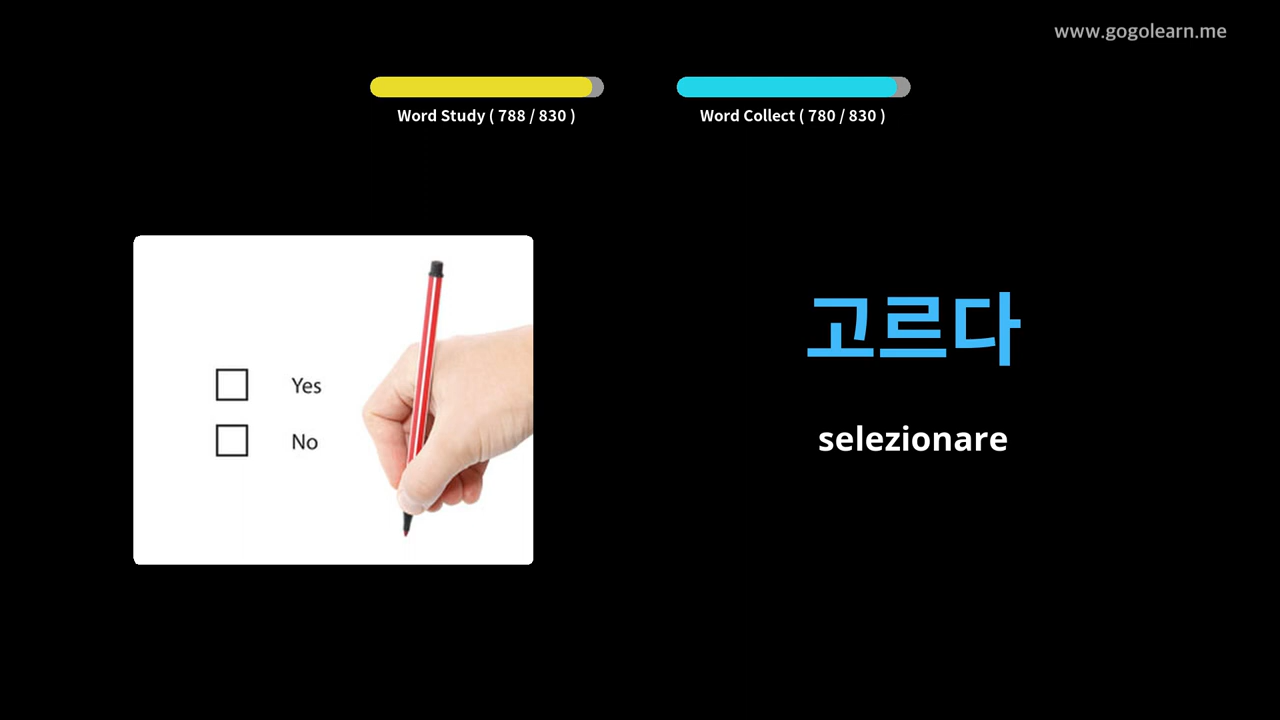 www.gogolearn.me
Word Study ( 788 / 830 )
Word Collect ( 780 / 830 )
Yes
No
고르다
selezionare